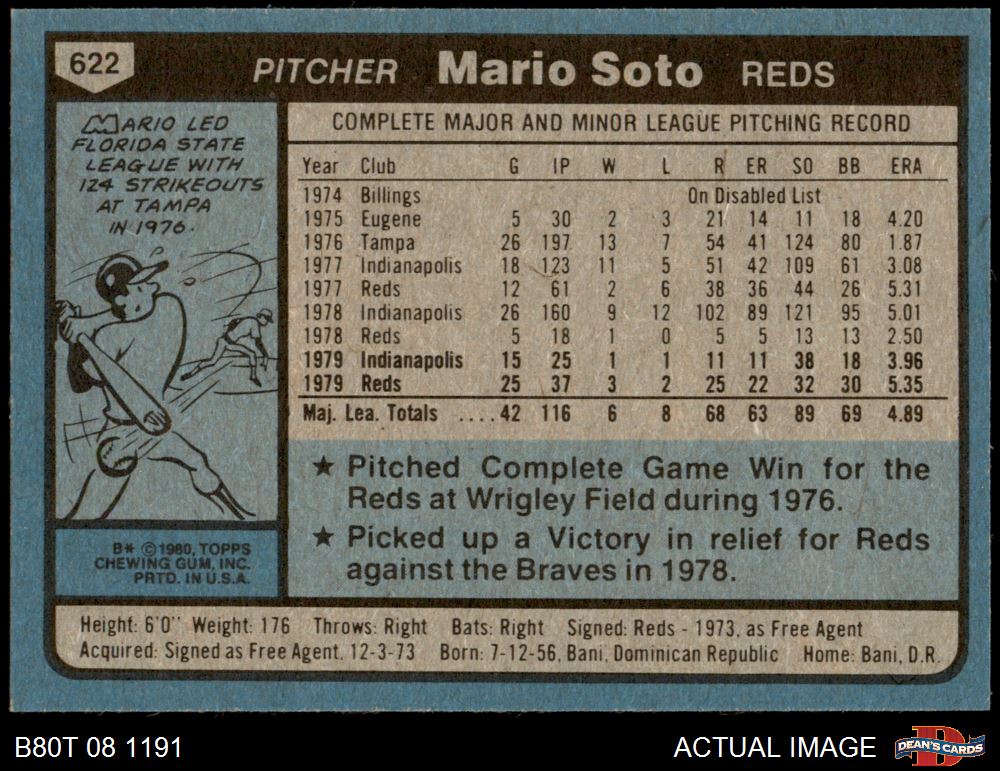 622 PITCHER Mario Soto REDS
MARIO LED
FLORIDA STATE
LEAGUE WITH
124 STRIKEOUTS
AT TAMPA
IN 1976.
COMPLETE MAJOR AND MINOR LEAGUE PITCHING RECORD
Year Club G IP W L R ER SO BB ERA
1974 Billings On Disabled List
1975 Eugene 5 30 2 3 21 14 11 18 4.20
1976 Tampa 26 197 13 7 54 41 124 80 1.87
1977 Indianapolis 18 123 11 5 51 42 109 61 3.08
1977 Reds 12 61 2 6 38 36 44 26 5.31
1978 Indianapolis 26 160 9 12 102 89 121 95 5.01
1978 Reds 5 18 1 0 5 5 13 13 2.50
1979 Indianapolis 15 25 1 1 11 11 38 18 3.96
1979 Reds 25 37 3 2 25 22 32 30 5.35
Maj. Lea. Totals ....42 116 6 8 68 63 89 69 4.89
★ Pitched Complete Game Win for the
Reds at Wrigley Field during 1976.
★ Picked up a Victory in relief for Reds
against the Braves in 1978.
B* ©1980, TOPPS
CHEWING GUM, INC.
PRTD. IN U.S.A.
Height: 6'0" Weight: 176 Throws: Right Bats: Right Signed: Reds - 1973, as Free Agent
Acquired: Signed as Free Agent, 12-3-73 Born: 7-12-56, Bani, Dominican Republic Home: Bani, D.R.
B80T 08 1191
ACTUAL IMAGE
D
DEAN'S CARDS